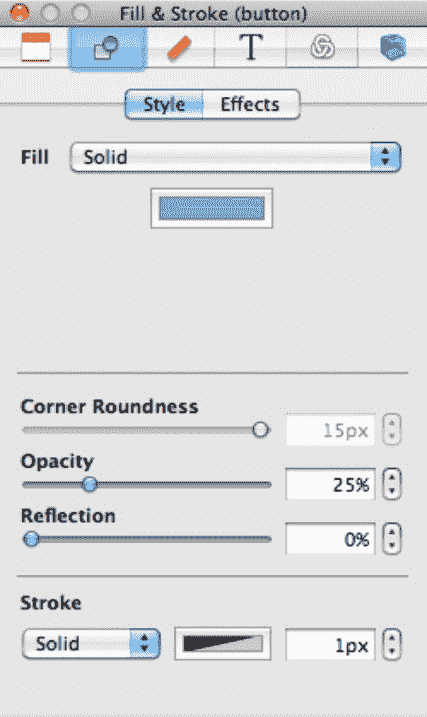 Fill & Stroke (button)
T
Style Effects
Fill Solid
Corner Roundness
15px
Opacity
25%
Reflection
0%
Stroke
Solid 1px